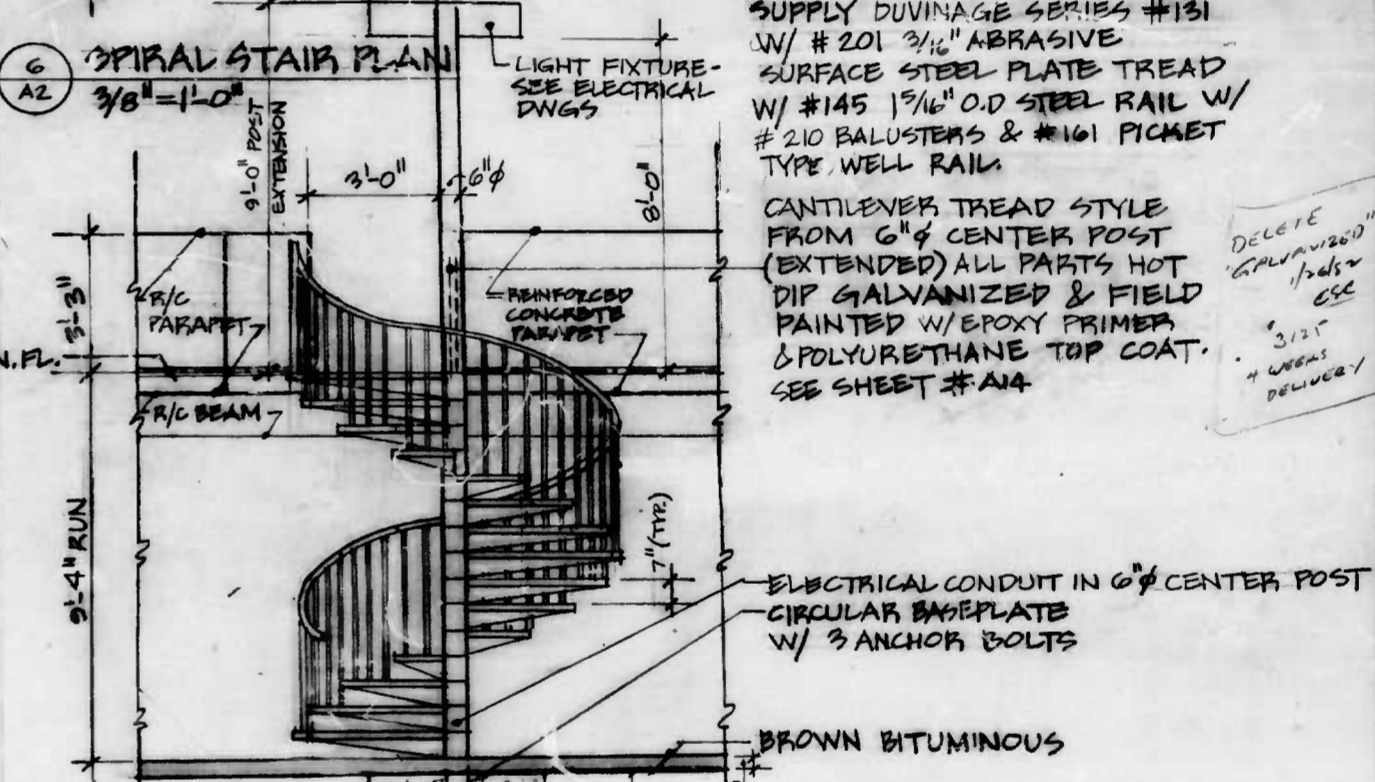 6
A2
SPIRAL STAIR PLAN
3/8"=1'-0"
9'-0" POST
EXTENSION
LIGHT FIXTURE-
SEE ELECTRICAL
DWGS
SUPPLY DUVINAGE SERIES #131
W/ #201 3/16" ABRASIVE
SURFACE STEEL PLATE TREAD
W/ #145 1 5/16" O.D STEEL RAIL W/
#210 BALUSTERS & #161 PICKET
TYPE WELL RAIL.
3'-0"
6"φ
8'-0"
CANTILEVER TREAD STYLE
FROM 6"φ CENTER POST
(EXTENDED) ALL PARTS HOT
DIP GALVANIZED & FIELD
PAINTED W/ EPOXY PRIMER
& POLYURETHANE TOP COAT.
SEE SHEET # A14
DELETE
"GALVANIZED"
4 WEEKS
DELIVERY
3'-3"
R/C
PARAPET
REINFORCED
CONCRETE
PARAPET
N.FL.
R/C BEAM
9'-4" RUN
7" (TYP.)
ELECTRICAL CONDUIT IN 6"φ CENTER POST
CIRCULAR BASEPLATE
W/ 3 ANCHOR BOLTS
BROWN BITUMINOUS